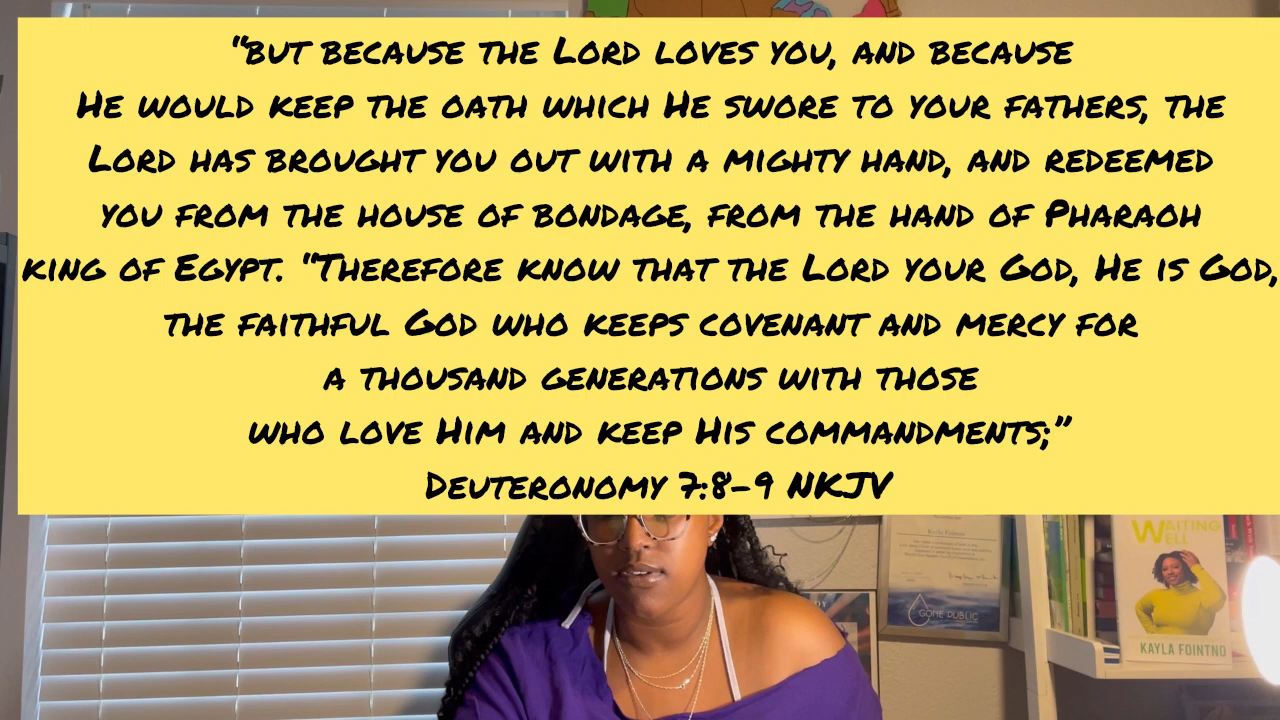 “But because the Lord loves you, and because
He would keep the oath which He swore to your fathers, the
Lord has brought you out with a mighty hand, and redeemed
you from the house of bondage, from the hand of Pharaoh
king of Egypt. “Therefore know that the Lord your God, He is God,
the faithful God who keeps covenant and mercy for
a thousand generations with those
who love Him and keep His commandments;”
Deuteronomy 7:8-9 NKJV
Kayla Fointno
GONE PUBLIC
WAITING
WELL
KAYLA FOINTNO